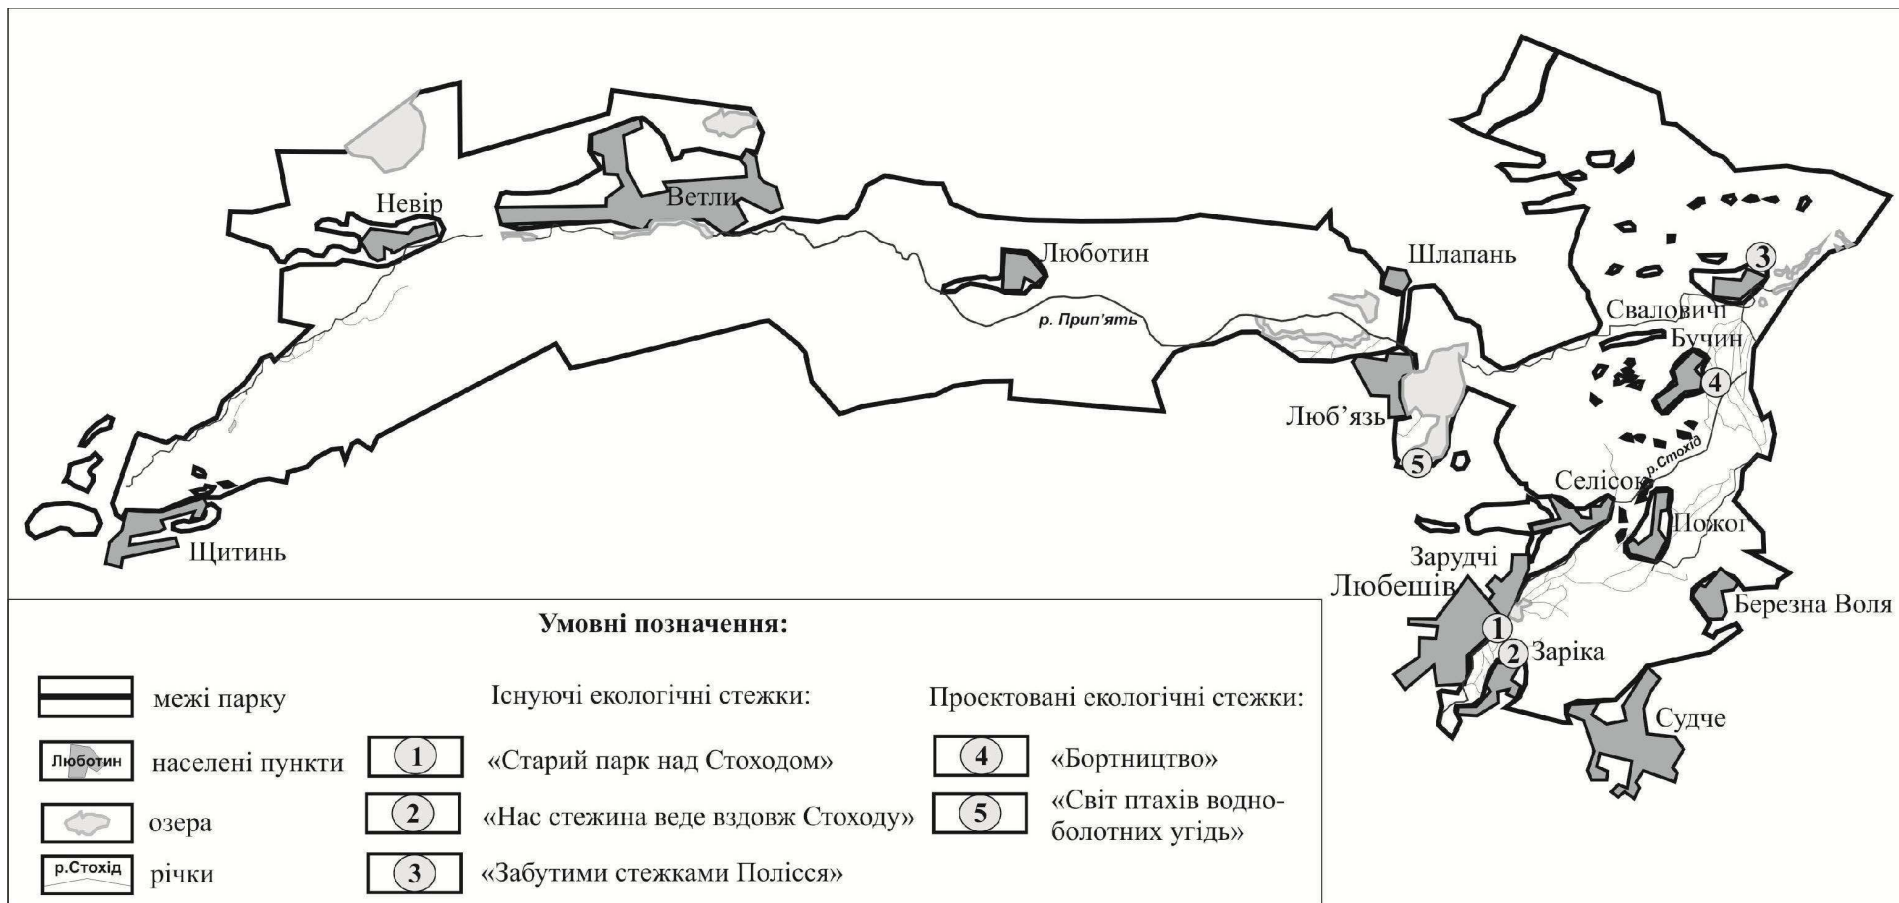 Невір
Ветли
Люботин
Шлапань
3
Сваловичі
р. Прип’ять
Бучин
4
Люб’язь
5
р.Стохід
Селісок
Пожог
Щитинь
Зарудчі
Любешів
Березна Воля
1
2
Заріка
Судче
Умовні позначення:
межі парку
Люботин
населені пункти
озера
р.Стохід
річки
Існуючі екологічні стежки:
1
«Старий парк над Стоходом»
2
«Нас стежина веде вздовж Стоходу»
3
«Забутими стежками Полісся»
Проєктовані екологічні стежки:
4
«Бортництво»
5
«Світ птахів водно-
болотних угідь»